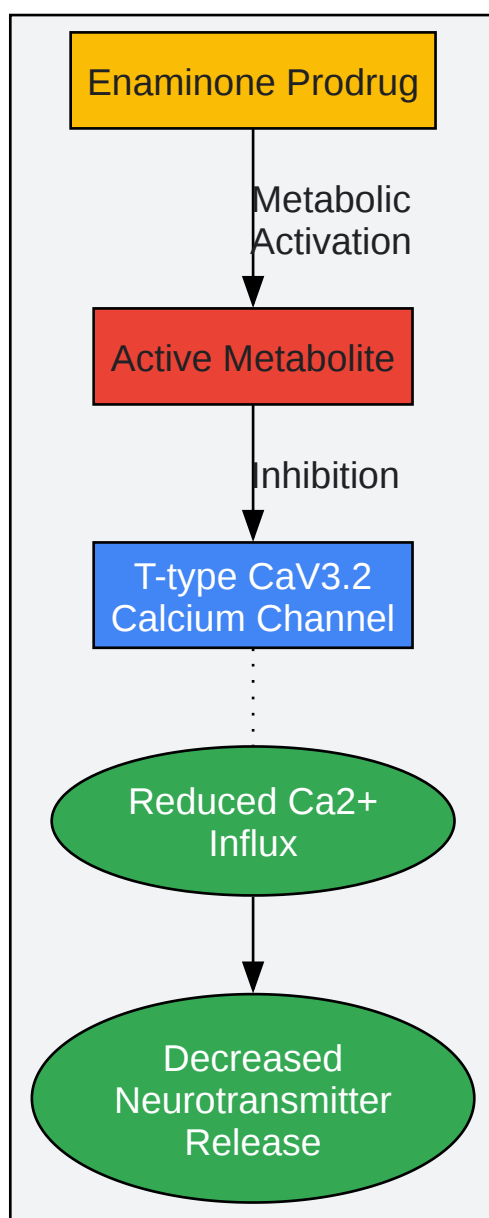 Enaminone Prodrug
Metabolic
Activation
Active Metabolite
Inhibition
T-type CaV3.2
Calcium Channel
Reduced Ca2+
Influx
Decreased
Neurotransmitter
Release